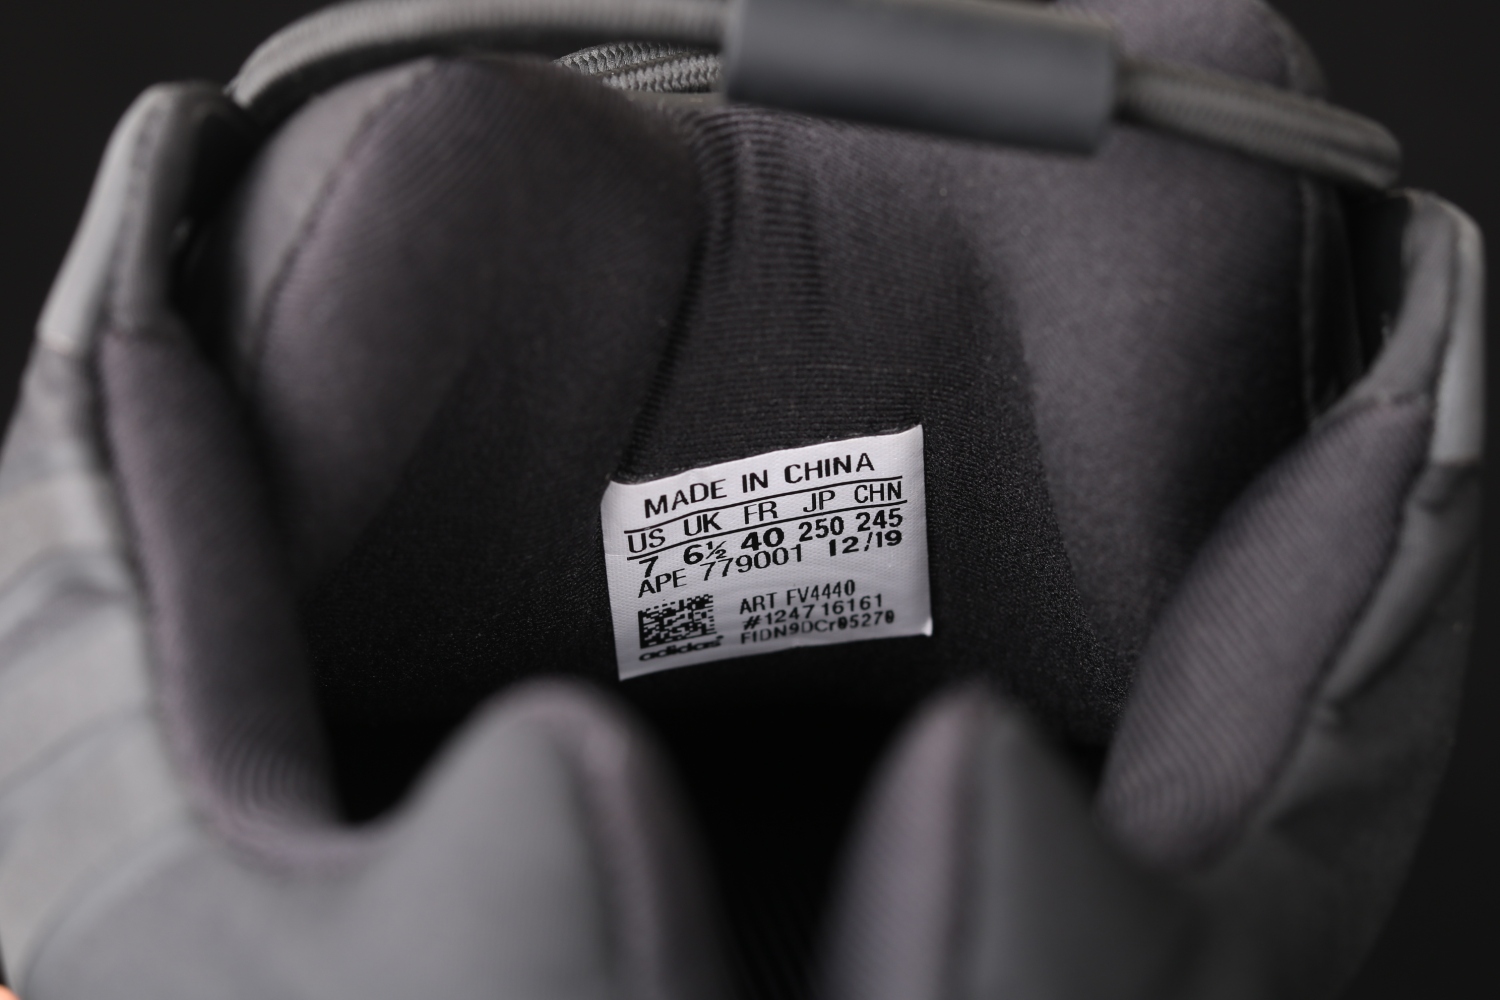 MADE IN CHINA
US UK FR JP CHN
7 6½ 40 250 245
APE 779001 12/19
ART FV4440
#124716161
FIDN9DCr05270
adidas